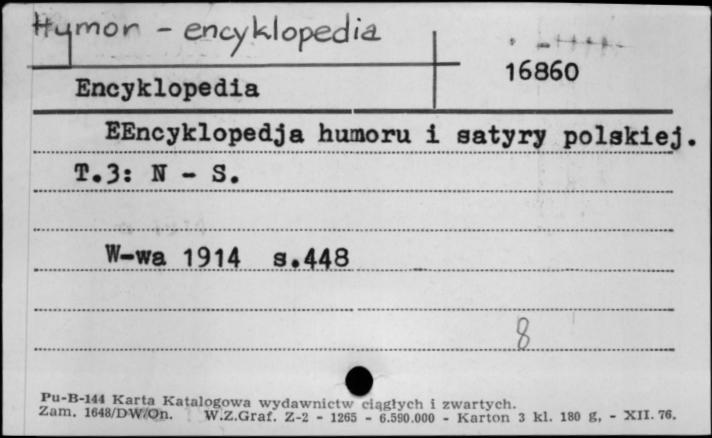 Humor - encyklopedia
16860
Encyklopedia
EEncyklopedja humoru i satyry polskiej.
T.3: N - S.
W-wa 1914 s.448
8
Pu-B-144 Karta Katalogowa wydawnictw ciągłych i zwartych.
Zam. 1648/DW/On. W.Z.Graf. Z-2 - 1265 - 6.590.000 - Karton 3 kl. 180 g. - XII. 76.